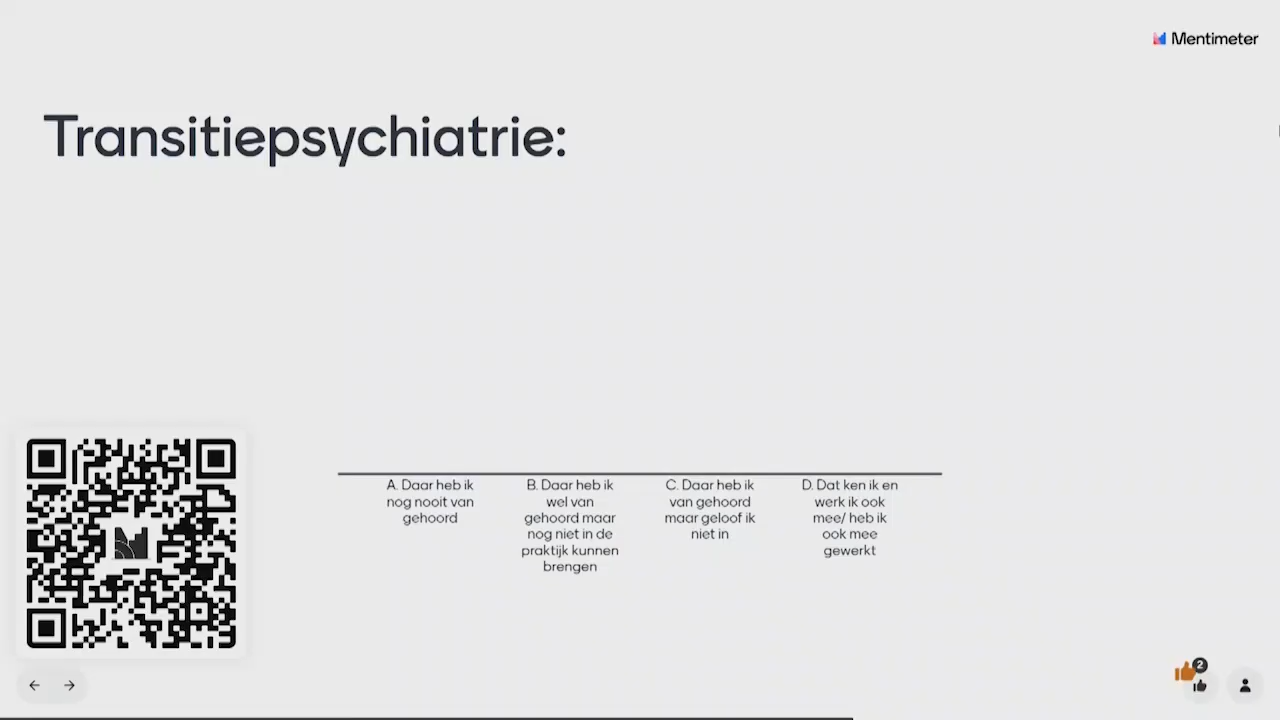 Mentimeter
Transitiepsychiatrie:
A. Daar heb ik
nog nooit van
gehoord
B. Daar heb ik
wel van
gehoord maar
nog niet in de
praktijk kunnen
brengen
C. Daar heb ik
van gehoord
maar geloof ik
niet in
D. Dat ken ik en
werk ik ook
mee/ heb ik
ook mee
gewerkt
2